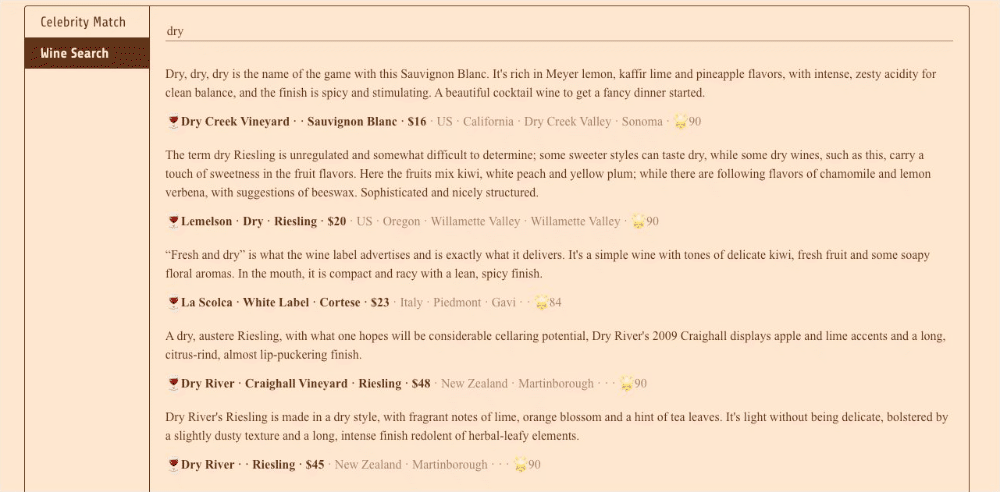 Celebrity Match
Wine Search
dry
Dry, dry, dry is the name of the game with this Sauvignon Blanc. It's rich in Meyer lemon, kaffir lime and pineapple flavors, with intense, zesty acidity for
clean balance, and the finish is spicy and stimulating. A beautiful cocktail wine to get a fancy dinner started.
Dry Creek Vineyard · · Sauvignon Blanc · $16 · US · California · Dry Creek Valley · Sonoma · 90
The term dry Riesling is unregulated and somewhat difficult to determine; some sweeter styles can taste dry, while some dry wines, such as this, carry a
touch of sweetness in the fruit flavors. Here the fruits mix kiwi, white peach and yellow plum; while there are following flavors of chamomile and lemon
verbena, with suggestions of beeswax. Sophisticated and nicely structured.
Lemelson · Dry · Riesling · $20 · US · Oregon · Willamette Valley · Willamette Valley · 90
“Fresh and dry” is what the wine label advertises and is exactly what it delivers. It's a simple wine with tones of delicate kiwi, fresh fruit and some soapy
floral aromas. In the mouth, it is compact and racy with a lean, spicy finish.
La Scolca · White Label · Cortese · $23 · Italy · Piedmont · Gavi · · 84
A dry, austere Riesling, with what one hopes will be considerable cellaring potential, Dry River's 2009 Craighall displays apple and lime accents and a long,
citrus-rind, almost lip-puckering finish.
Dry River · Craighall Vineyard · Riesling · $48 · New Zealand · Martinborough · · · 90
Dry River's Riesling is made in a dry style, with fragrant notes of lime, orange blossom and a hint of tea leaves. It's light without being delicate, bolstered by
a slightly dusty texture and a long, intense finish redolent of herbal-leafy elements.
Dry River · · Riesling · $45 · New Zealand · Martinborough · · · 90